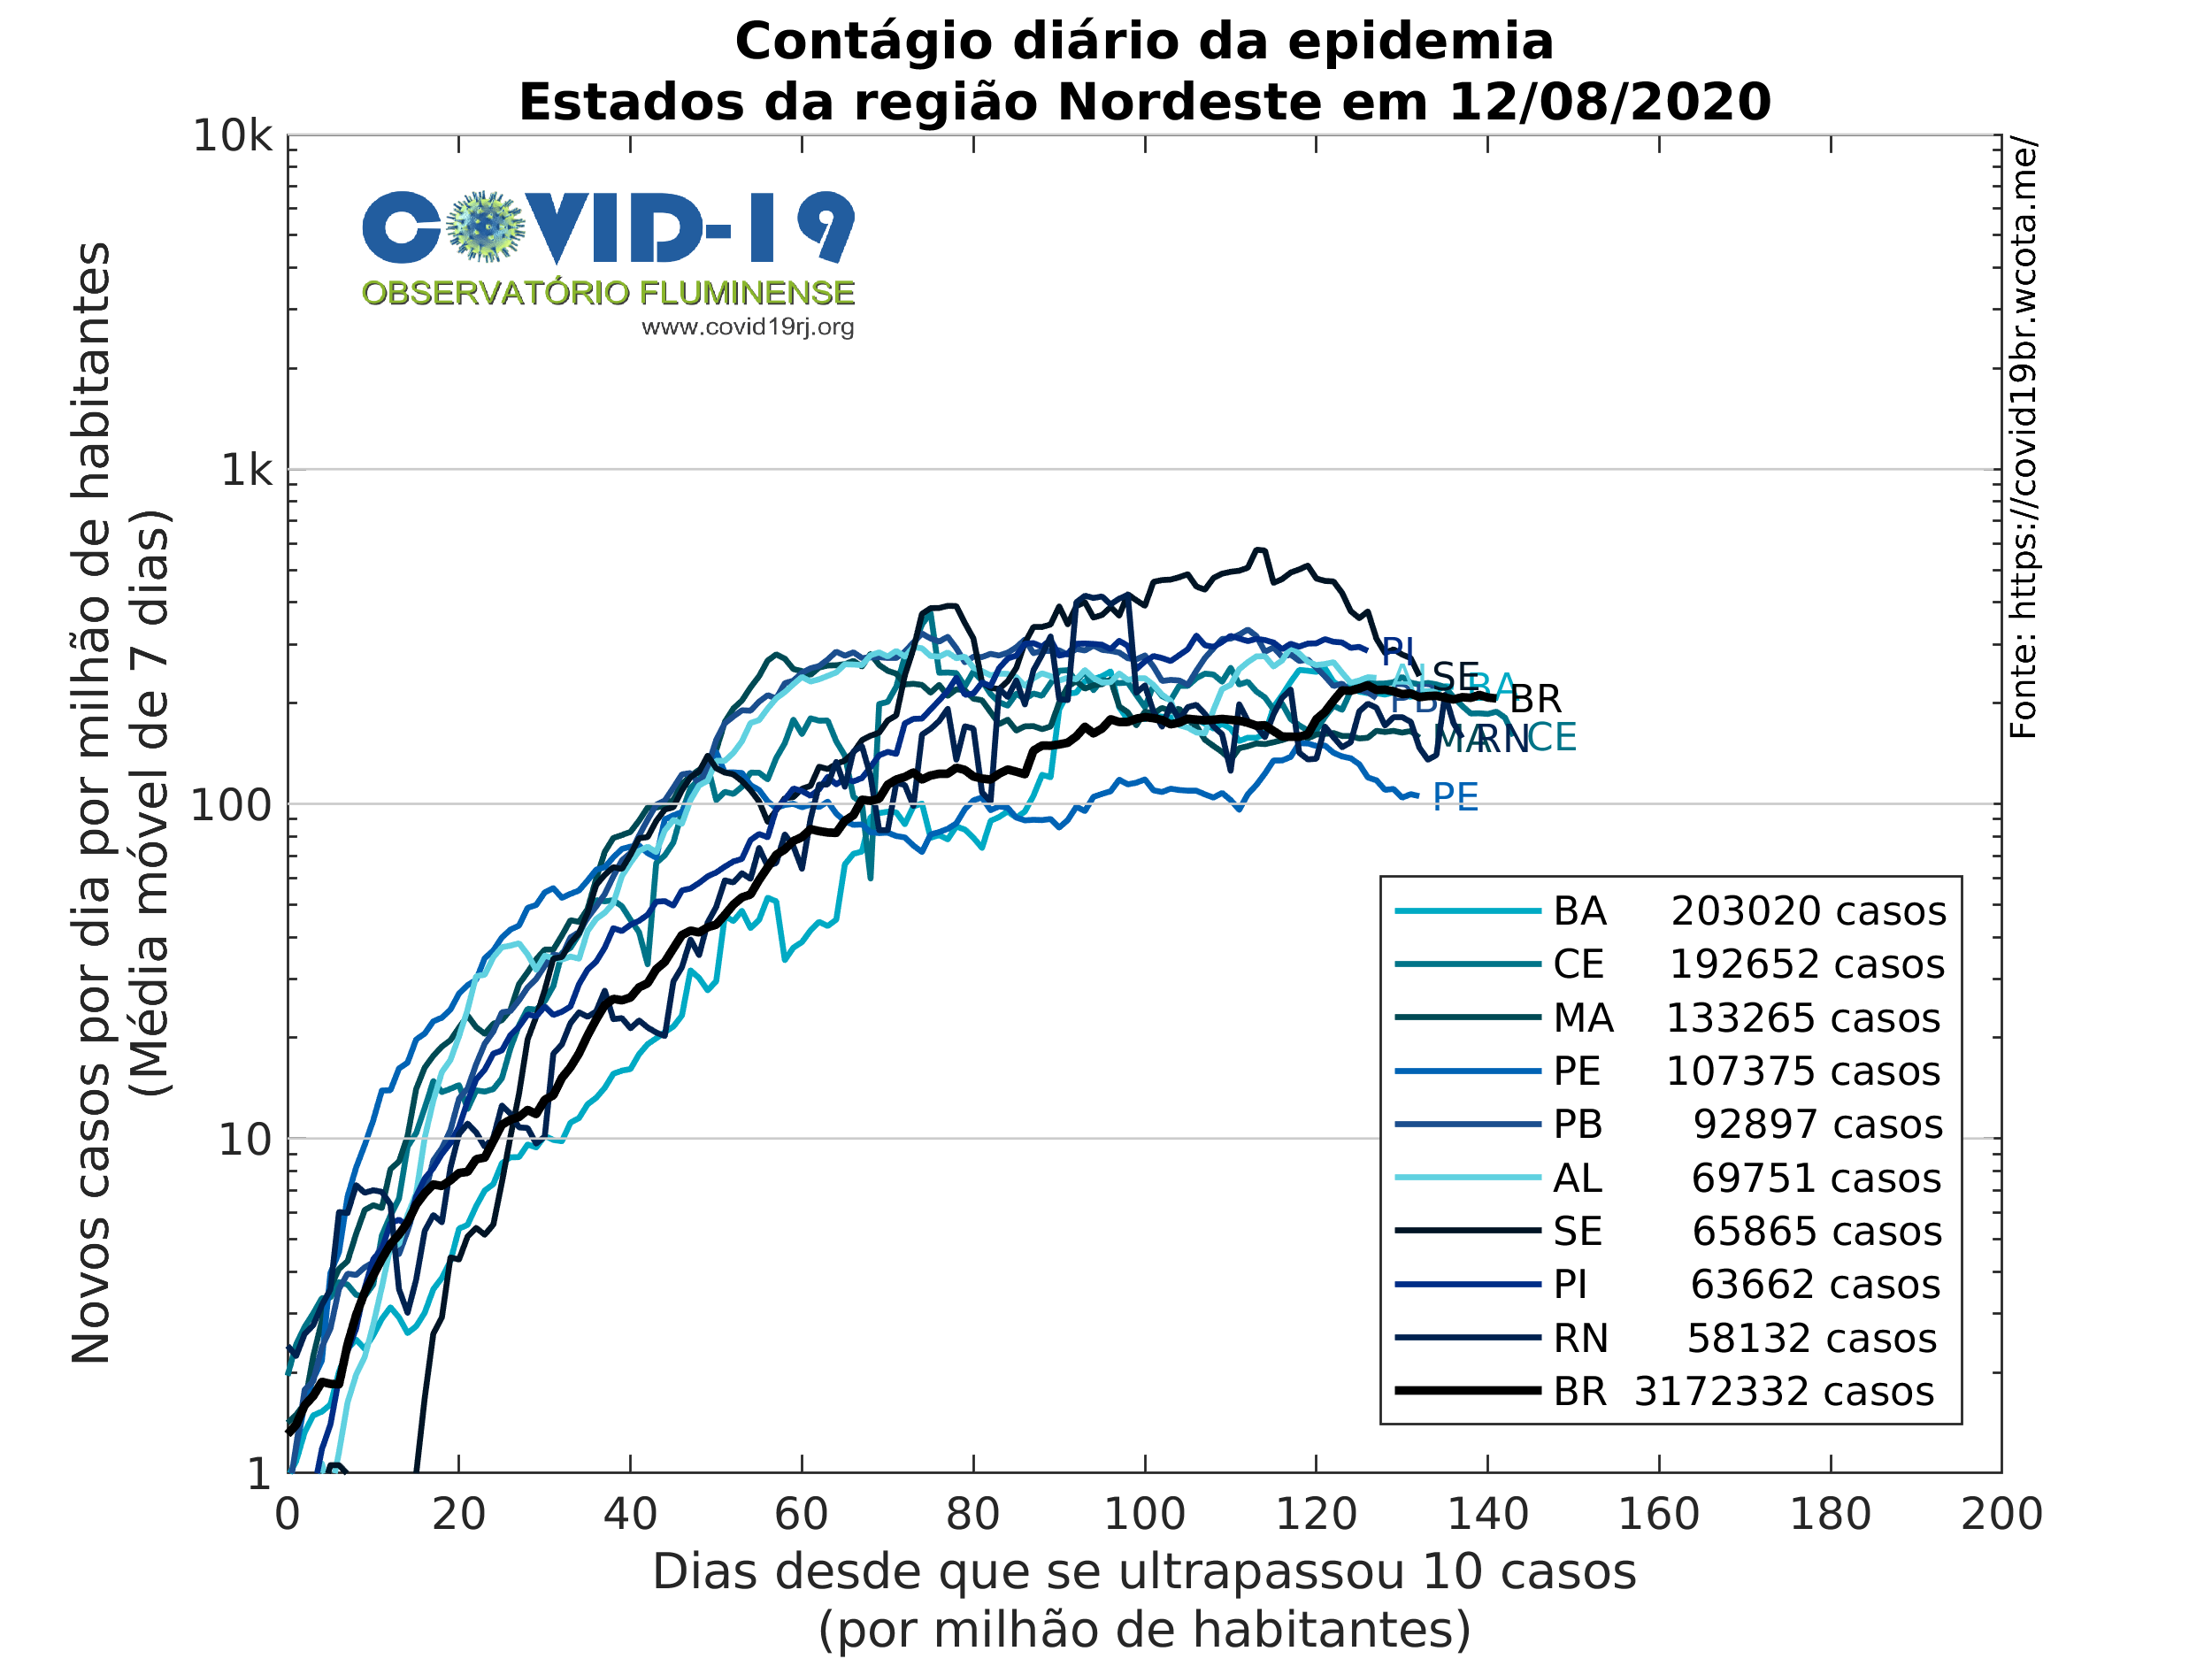 Contágio diário da epidemia
Estados da região Nordeste em 12/08/2020
Novos casos por dia por milhão de habitantes
(Média móvel de 7 dias)
10k
1k
100
10
1
COVID-19
OBSERVATÓRIO FLUMINENSE
www.covid19rj.org
Fonte: https://covid19br.wcota.me/
PI
AL
SE
BA
PB
BR
MA
RN
CE
PE
BA 203020 casos
CE 192652 casos
MA 133265 casos
PE 107375 casos
PB 92897 casos
AL 69751 casos
SE 65865 casos
PI 63662 casos
RN 58132 casos
BR 3172332 casos
0 20 40 60 80 100 120 140 160 180 200
Dias desde que se ultrapassou 10 casos
(por milhão de habitantes)